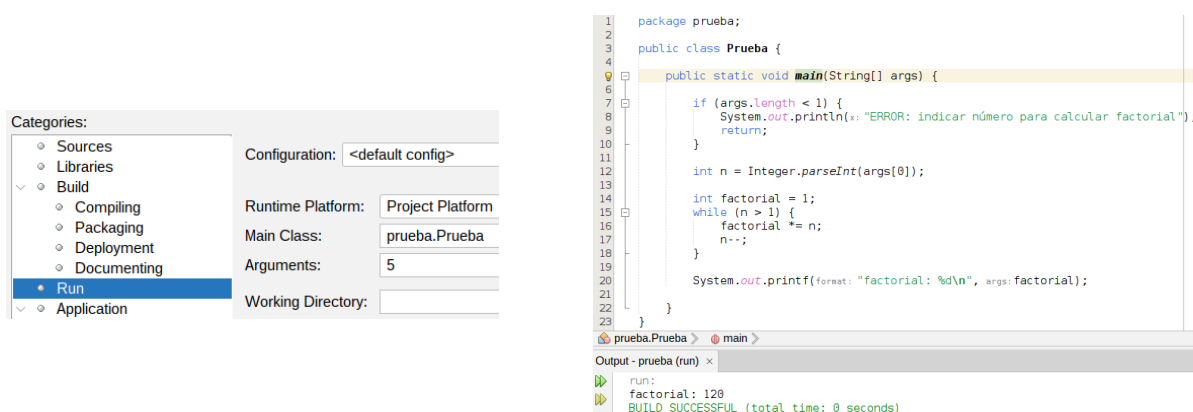 Categories:
Sources
Libraries
Build
Compiling
Packaging
Deployment
Documenting
Run
Application
Configuration: <default config>
Runtime Platform: Project Platform
Main Class: prueba.Prueba
Arguments: 5
Working Directory:
1 package prueba;
2
3 public class Prueba {
4
public static void main(String[] args) {
6
7 if (args.length < 1) {
8 System.out.println(x: "ERROR: indicar número para calcular factorial");
9 return;
10 }
11
12 int n = Integer.parseInt(args[0]);
13
14 int factorial = 1;
15 while (n > 1) {
16 factorial *= n;
17 n--;
18 }
19
20 System.out.printf(format: "factorial: %d\n", args: factorial);
21
22 }
23 }
prueba.Prueba main
Output - prueba (run) ×
run:
factorial: 120
BUILD SUCCESSFUL (total time: 0 seconds)